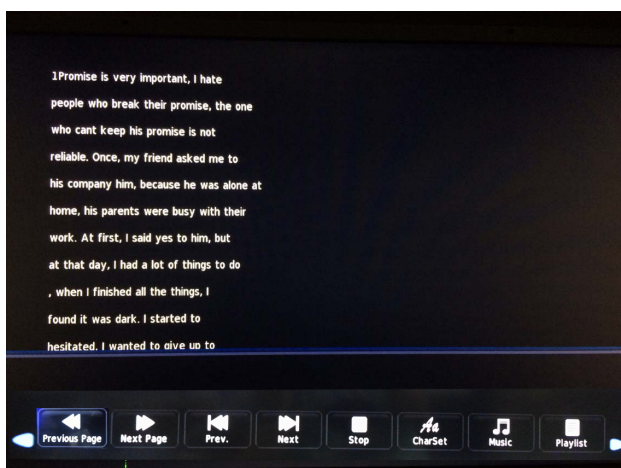 1Promise is very important, I hate
people who break their promise, the one
who cant keep his promise is not
reliable. Once, my friend asked me to
his company him, because he was alone at
home, his parents were busy with their
work. At first, I said yes to him, but
at that day, I had a lot of things to do
, when I finished all the things, I
found it was dark. I started to
hesitated. I wanted to give up to
Previous Page
Next Page
Prev.
Next
Stop
Aa
CharSet
Music
Playlist